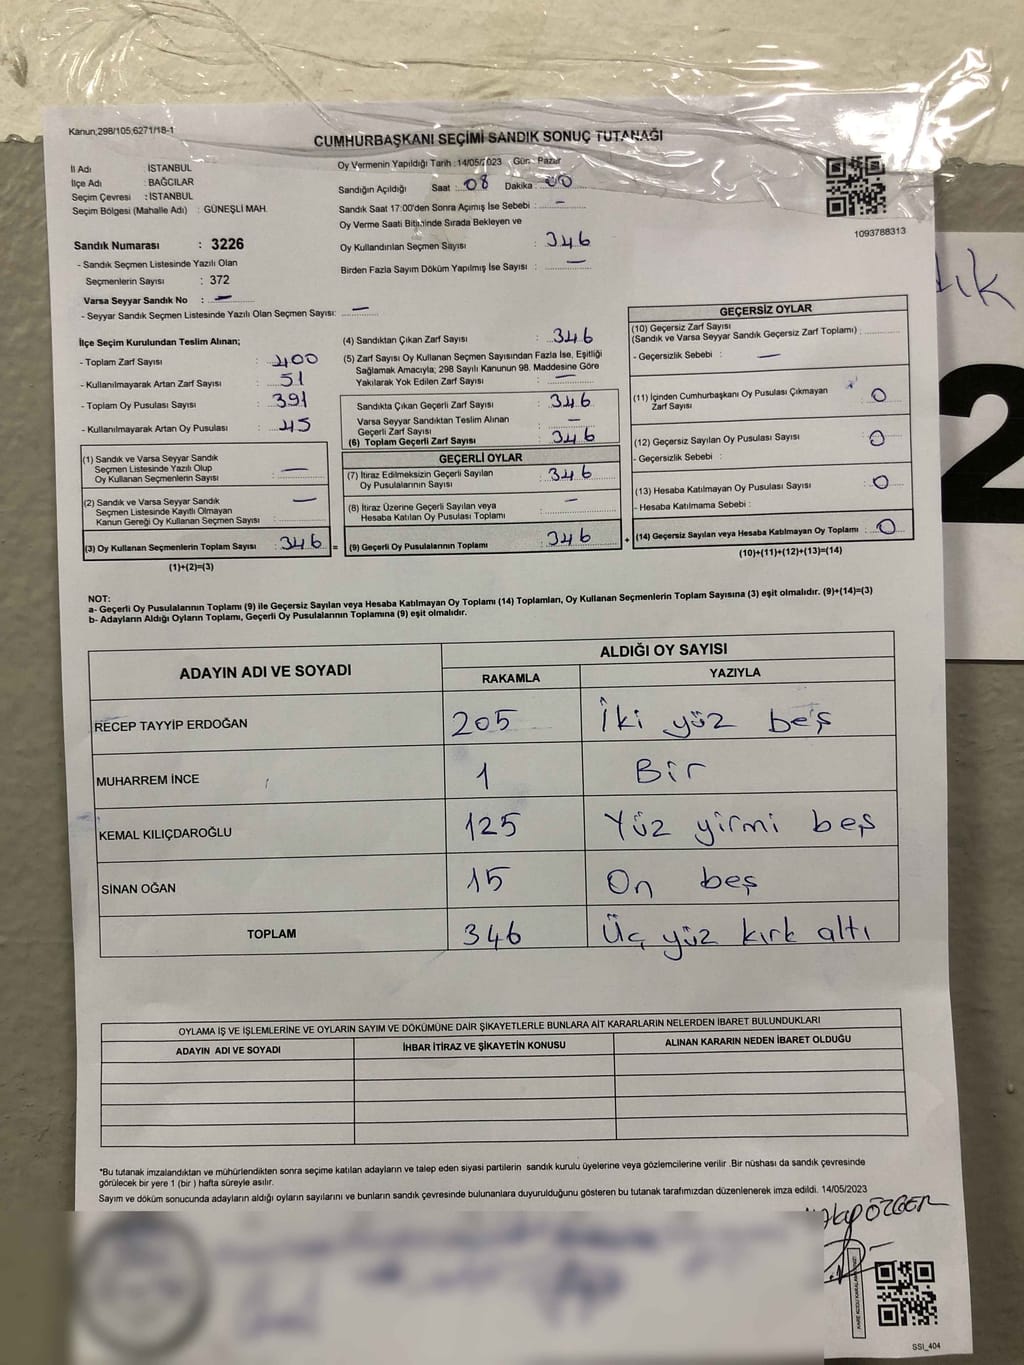 Kanun,298/105;6271/18-1
CUMHURBAŞKANI SEÇİMİ SANDIK SONUÇ TUTANAĞI
İl Adı İSTANBUL
İlçe Adı : BAĞCILAR
Seçim Çevresi : İSTANBUL
Seçim Bölgesi (Mahalle Adı) : GÜNEŞLİ MAH.
Sandık Numarası : 3226
- Sandık Seçmen Listesinde Yazılı Olan
Seçmenlerin Sayısı : 372
Varsa Seyyar Sandık No : —
- Seyyar Sandık Seçmen Listesinde Yazılı Olan Seçmen Sayısı: —
Oy Vermenin Yapıldığı Tarih :14/05/2023 Gün: Pazar
Sandığın Açıldığı Saat : 08 Dakika : 00
Sandık Saat 17:00'den Sonra Açımış İse Sebebi : —
Oy Verme Saati Bitiminde Sırada Bekleyen ve
Oy Kullandırılan Seçmen Sayısı : 346
Birden Fazla Sayım Döküm Yapılmış İse Sayısı : —
1093788313
İlçe Seçim Kurulundan Teslim Alınan;
- Toplam Zarf Sayısı : 400
- Kullanılmayarak Artan Zarf Sayısı : 51
- Toplam Oy Pusulası Sayısı : 391
- Kullanılmayarak Artan Oy Pusulası : 45
(1) Sandık ve Varsa Seyyar Sandık
Seçmen Listesinde Yazılı Olup
Oy Kullanan Seçmenlerin Sayısı : —
(2) Sandık ve Varsa Seyyar Sandık
Seçmen Listesinde Kayıtlı Olmayan
Kanun Gereği Oy Kullanan Seçmen Sayısı : —
(3) Oy Kullanan Seçmenlerin Toplam Sayısı : 346 =
(1)+(2)=(3)
(4) Sandıktan Çıkan Zarf Sayısı : 346
(5) Zarf Sayısı Oy Kullanan Seçmen Sayısından Fazla İse, Eşitliği
Sağlamak Amacıyla; 298 Sayılı Kanunun 98. Maddesine Göre
Yakılarak Yok Edilen Zarf Sayısı : —
Sandıkta Çıkan Geçerli Zarf Sayısı : 346
Varsa Seyyar Sandıktan Teslim Alınan
Geçerli Zarf Sayısı :
(6) Toplam Geçerli Zarf Sayısı : 346
GEÇERLİ OYLAR
(7) İtiraz Edilmeksizin Geçerli Sayılan
Oy Pusulalarının Sayısı : 346
(8) İtiraz Üzerine Geçerli Sayılan veya
Hesaba Katılan Oy Pusulası Toplamı : —
(9) Geçerli Oy Pusulalarının Toplamı : 346 +
GEÇERSİZ OYLAR
(10) Geçersiz Zarf Sayısı
(Sandık ve Varsa Seyyar Sandık Geçersiz Zarf Toplamı) :
- Geçersizlik Sebebi : —
(11) İçinden Cumhurbaşkanı Oy Pusulası Çıkmayan
Zarf Sayısı : 0
(12) Geçersiz Sayılan Oy Pusulası Sayısı : 0
- Geçersizlik Sebebi :
(13) Hesaba Katılmayan Oy Pusulası Sayısı : 0
- Hesaba Katılmama Sebebi :
(14) Geçersiz Sayılan veya Hesaba Katılmayan Oy Toplamı : 0
(10)+(11)+(12)+(13)=(14)
NOT:
a- Geçerli Oy Pusulalarının Toplamı (9) ile Geçersiz Sayılan veya Hesaba Katılmayan Oy Toplamı (14) Toplamları, Oy Kullanan Seçmenlerin Toplam Sayısına (3) eşit olmalıdır. (9)+(14)=(3)
b- Adayların Aldığı Oyların Toplamı, Geçerli Oy Pusulalarının Toplamına (9) eşit olmalıdır.
ADAYIN ADI VE SOYADI ALDIĞI OY SAYISI
RAKAMLA YAZIYLA
RECEP TAYYİP ERDOĞAN 205 İki yüz beş
MUHARREM İNCE 1 Bir
KEMAL KILIÇDAROĞLU 125 Yüz yirmi beş
SİNAN OĞAN 15 On beş
TOPLAM 346 Üç yüz kırk altı
OYLAMA İŞ VE İŞLEMLERİNE VE OYLARIN SAYIM VE DÖKÜMÜNE DAİR ŞİKAYETLERLE BUNLARA AİT KARARLARIN NELERDEN İBARET BULUNDUKLARI
ADAYIN ADI VE SOYADI İHBAR İTİRAZ VE ŞİKAYETİN KONUSU ALINAN KARARIN NEDEN İBARET OLDUĞU
*Bu tutanak imzalandıktan ve mühürlendikten sonra seçime katılan adayların ve talep eden siyasi partilerin sandık kurulu üyelerine veya gözlemcilerine verilir .Bir nüshası da sandık çevresinde
görülecek bir yere 1 (bir ) hafta süreyle asılır.
Sayım ve döküm sonucunda adayların aldığı oyların sayılarını ve bunların sandık çevresinde bulunanlara duyurulduğunu gösteren bu tutanak tarafımızdan düzenlenerek imza edildi. 14/05/2023
ÖZGER
SSI_404
2